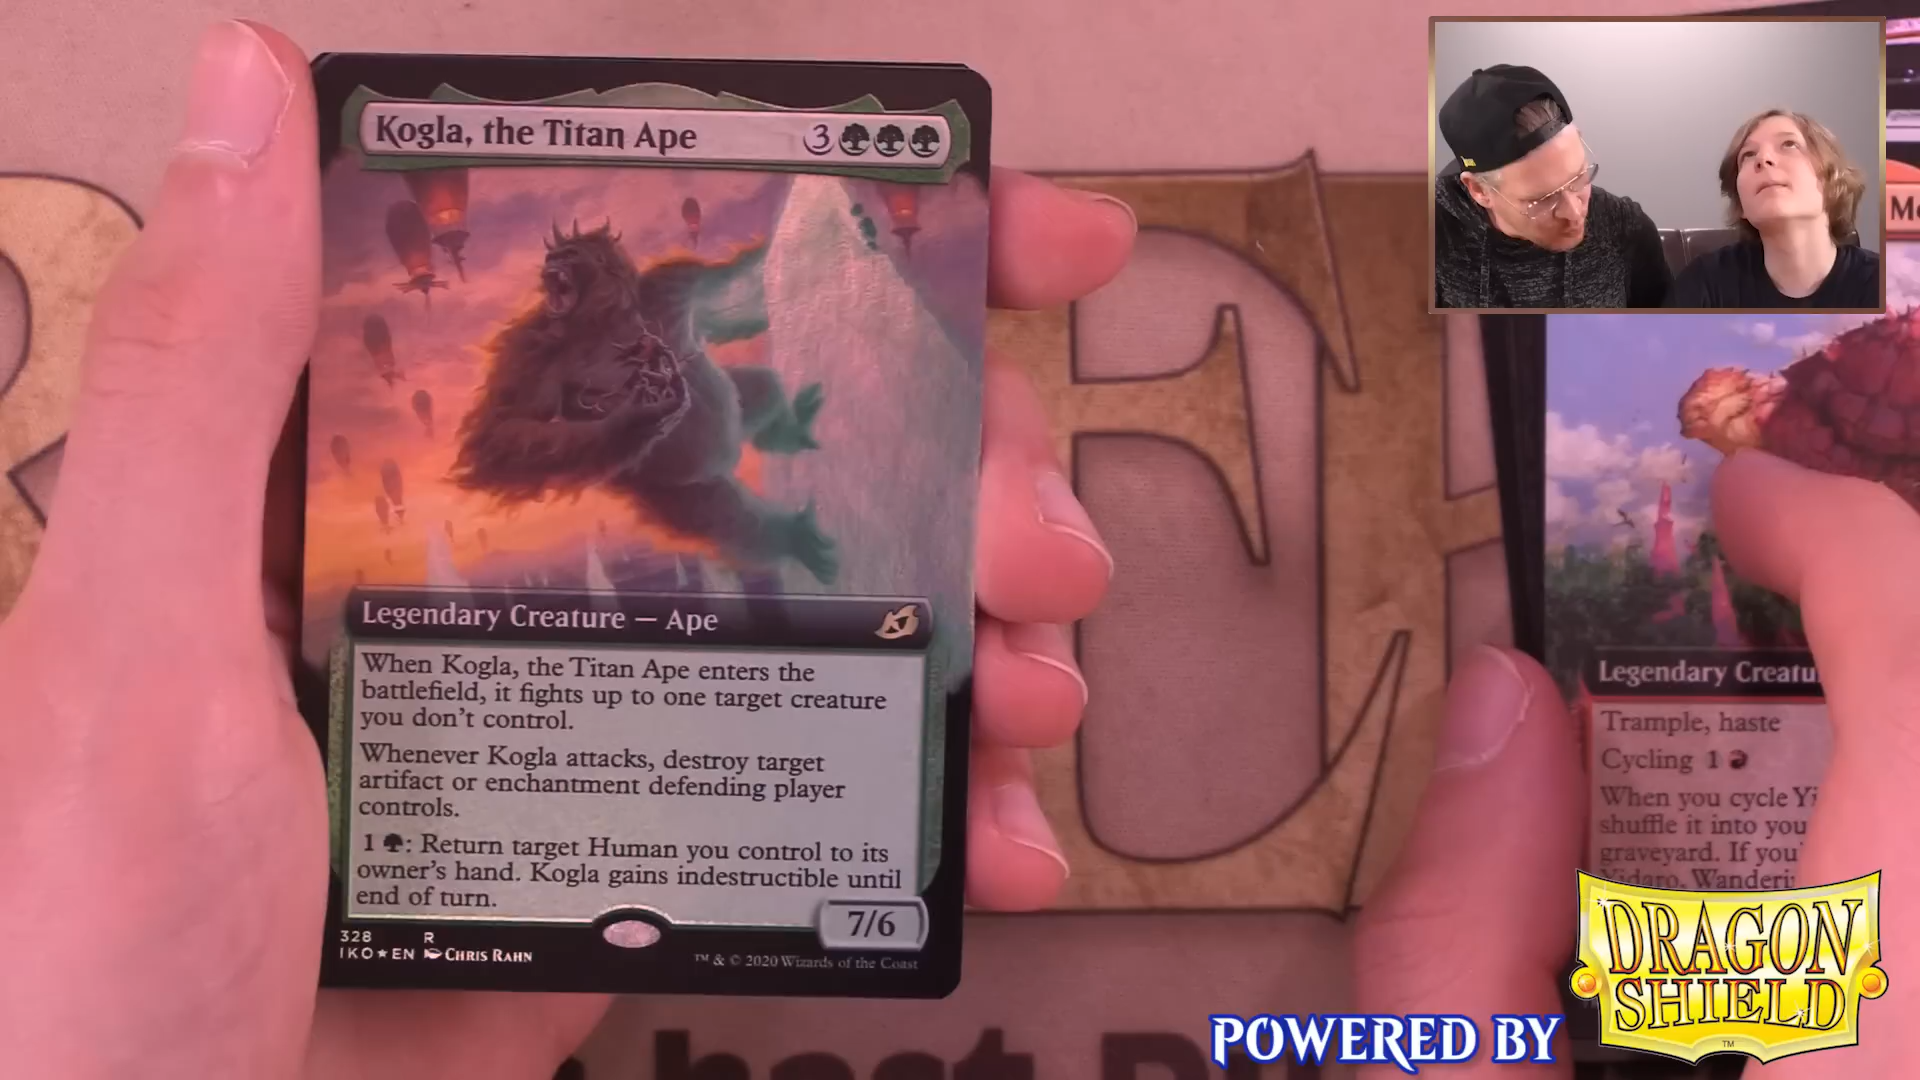 Kogla, the Titan Ape 3
Legendary Creature — Ape
When Kogla, the Titan Ape enters the
battlefield, it fights up to one target creature
you don't control.
Whenever Kogla attacks, destroy target
artifact or enchantment defending player
controls.
1 : Return target Human you control to its
owner's hand. Kogla gains indestructible until
end of turn.
7/6
328 R
IKO★EN CHRIS RAHN
™ & © 2020 Wizards of the Coast
Legendary Creatu
Trample, haste
Cycling 1
When you cycle Yi
shuffle it into you
graveyard. If you
Yidaro, Wanderi
POWERED BY
DRAGON
SHIELD
TM